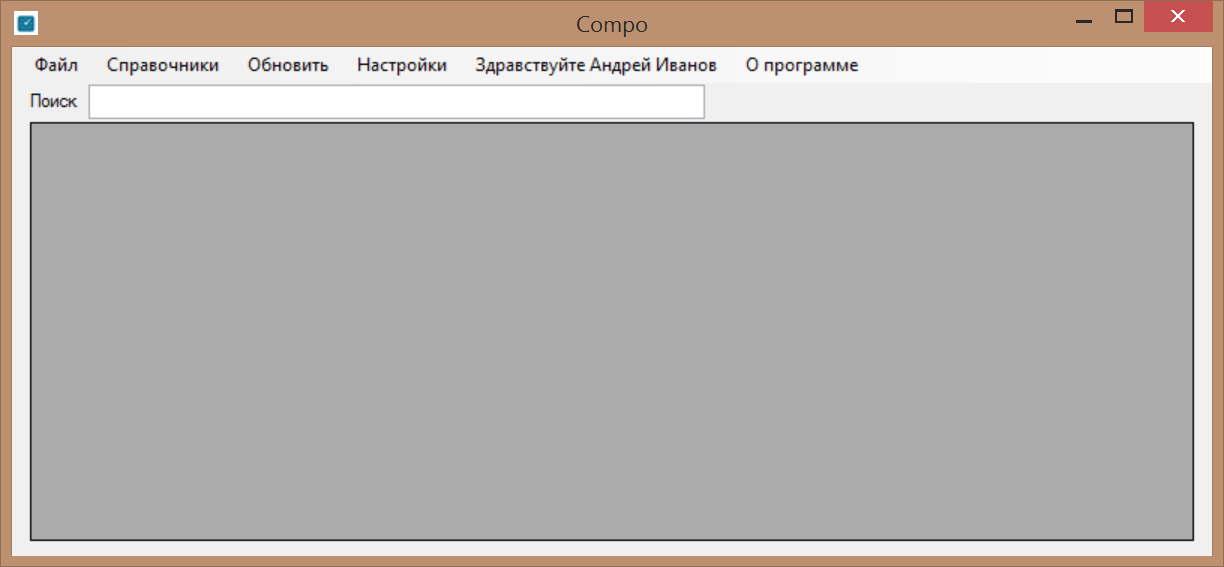 Compo
Файл Справочники Обновить Настройки Здравствуйте Андрей Иванов О программе
Поиск